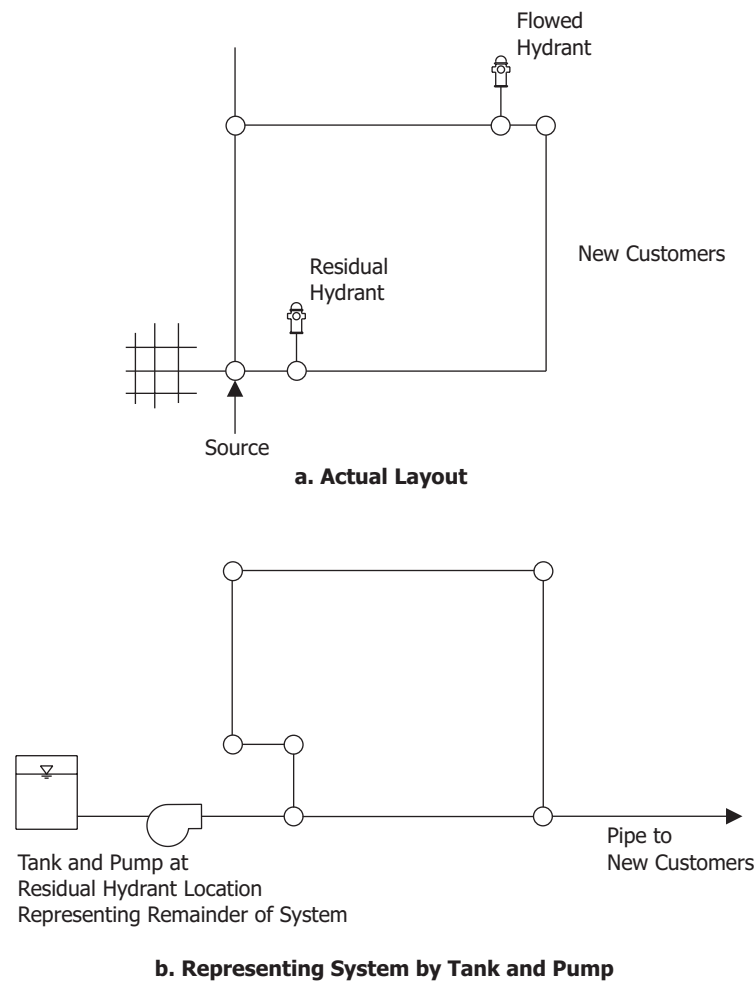 Flowed
Hydrant
New Customers
Residual
Hydrant
Source
a. Actual Layout
Pipe to
New Customers
Tank and Pump at
Residual Hydrant Location
Representing Remainder of System
b. Representing System by Tank and Pump